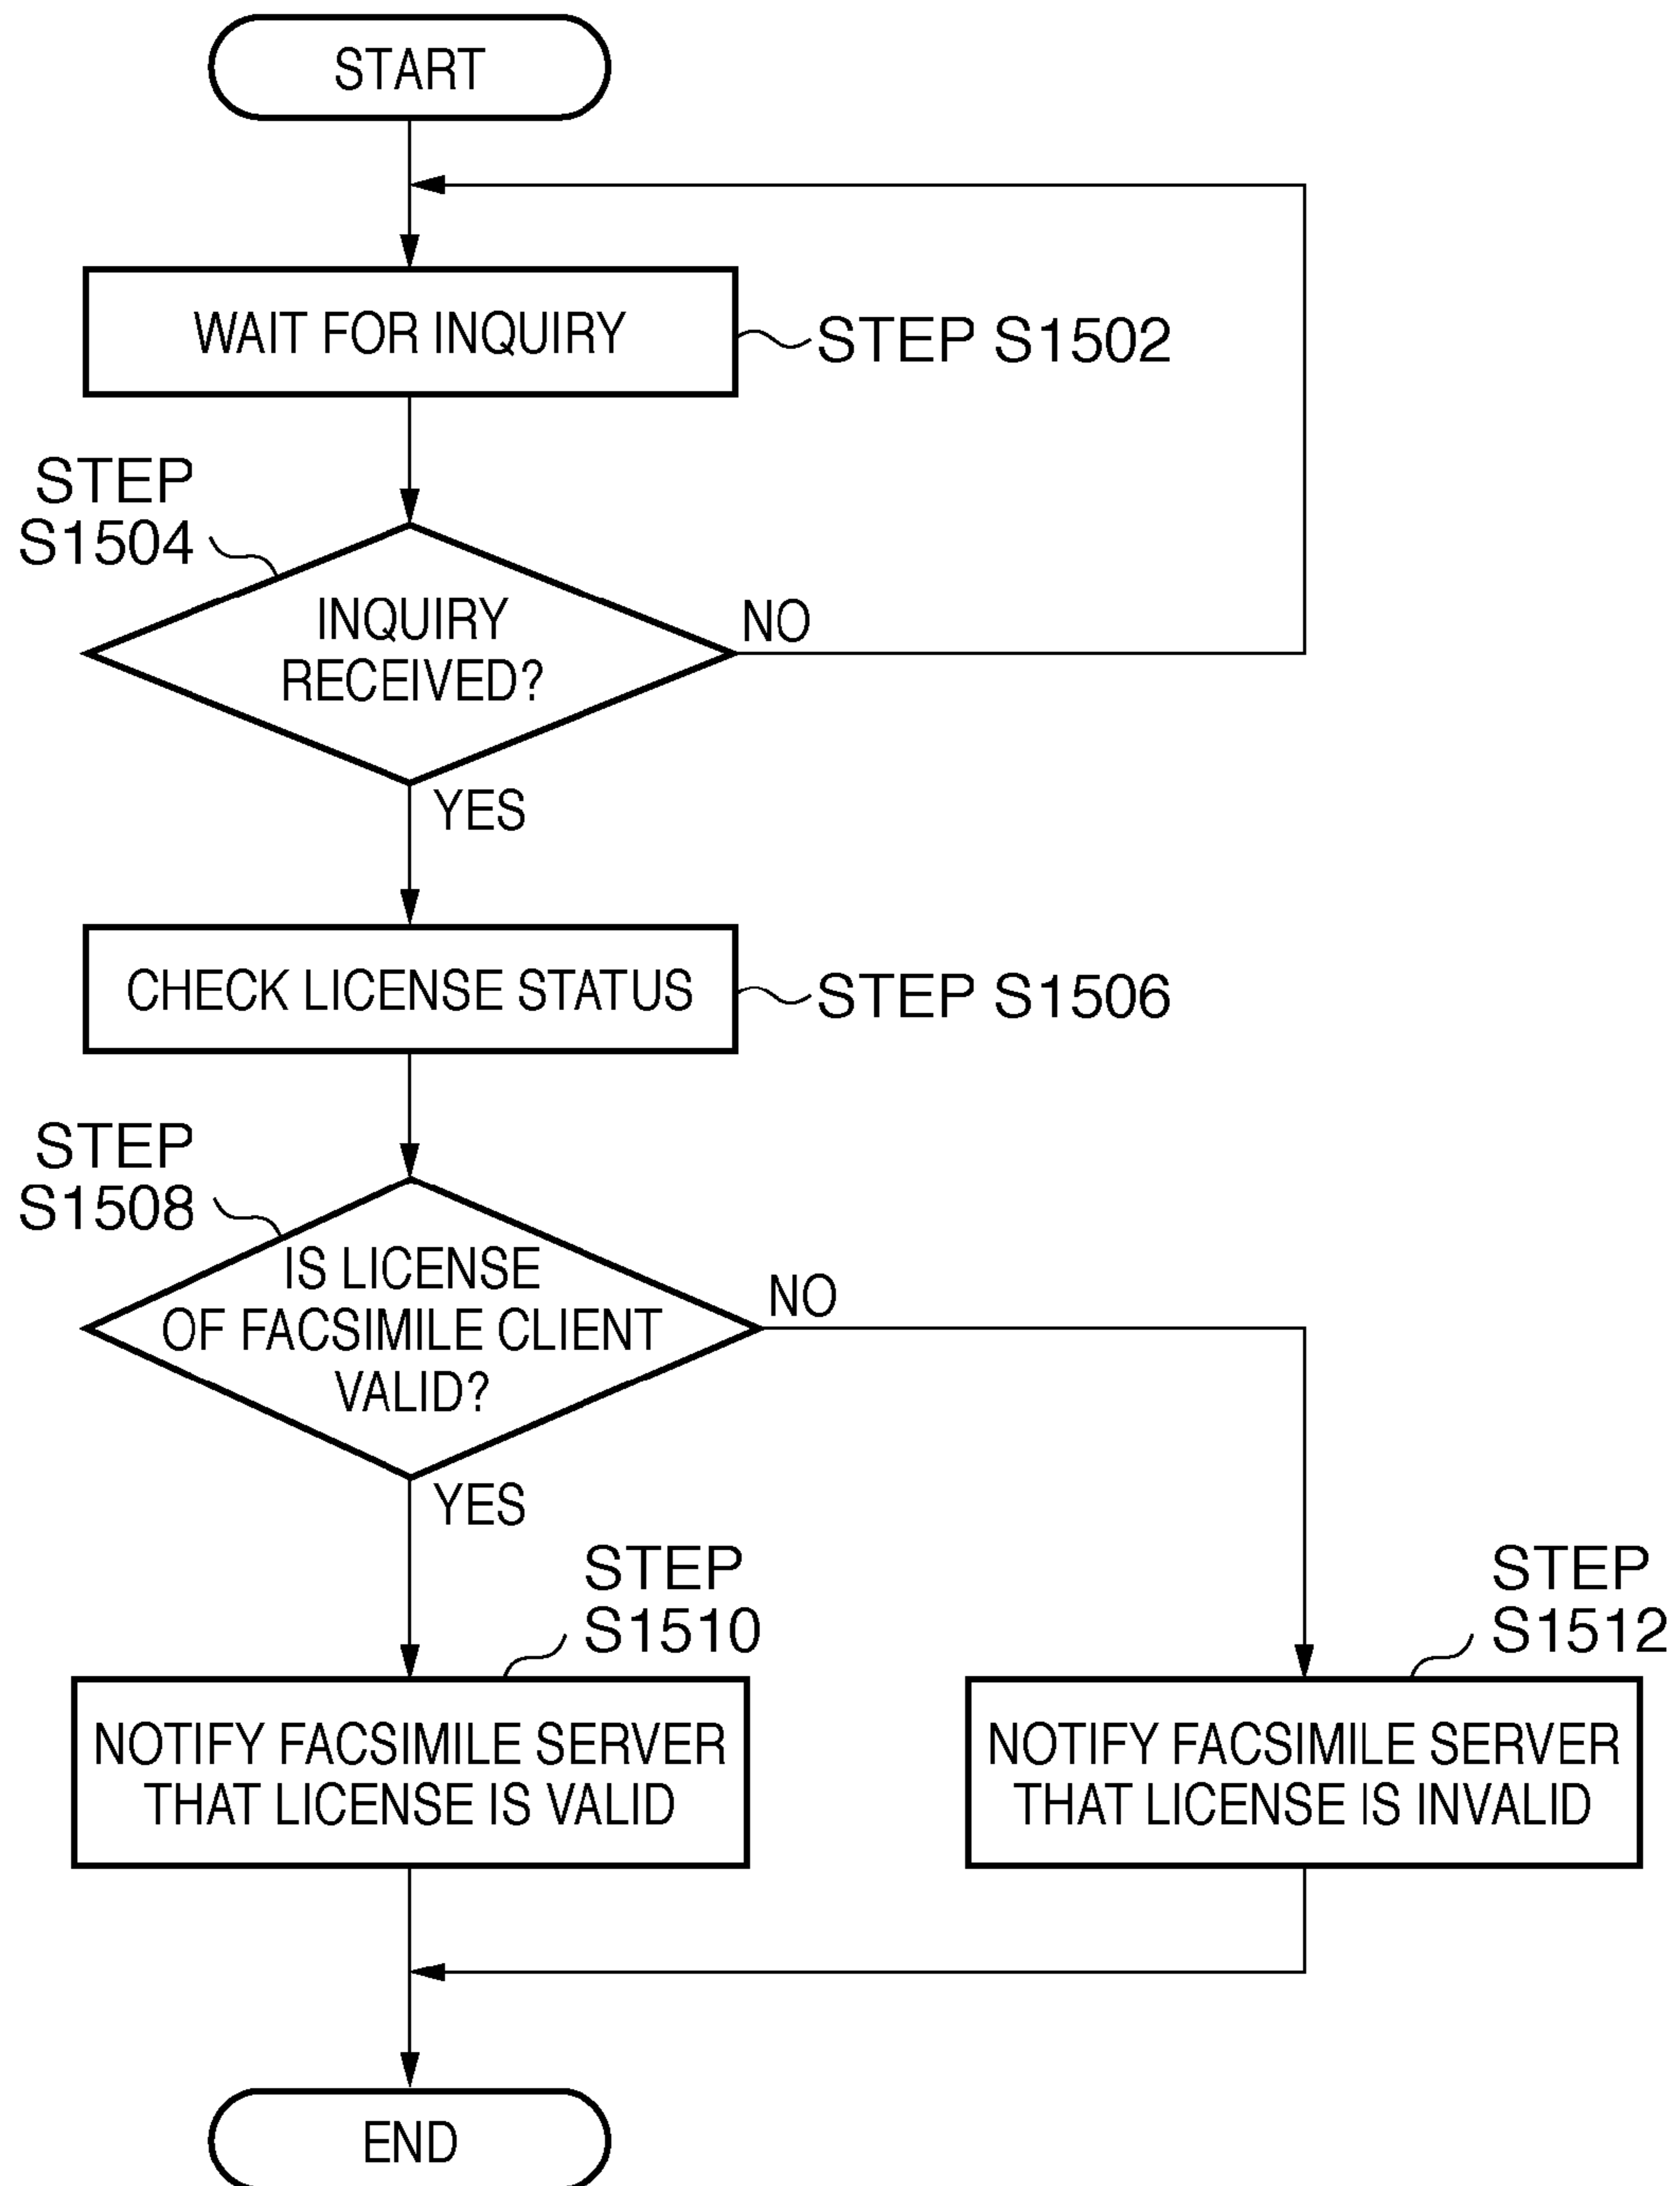 START
WAIT FOR INQUIRY
STEP S1502
STEP
S1504
INQUIRY
RECEIVED?
NO
YES
CHECK LICENSE STATUS
STEP S1506
STEP
S1508
IS LICENSE
OF FACSIMILE CLIENT
VALID?
NO
YES
STEP
S1510
NOTIFY FACSIMILE SERVER
THAT LICENSE IS VALID
STEP
S1512
NOTIFY FACSIMILE SERVER
THAT LICENSE IS INVALID
END